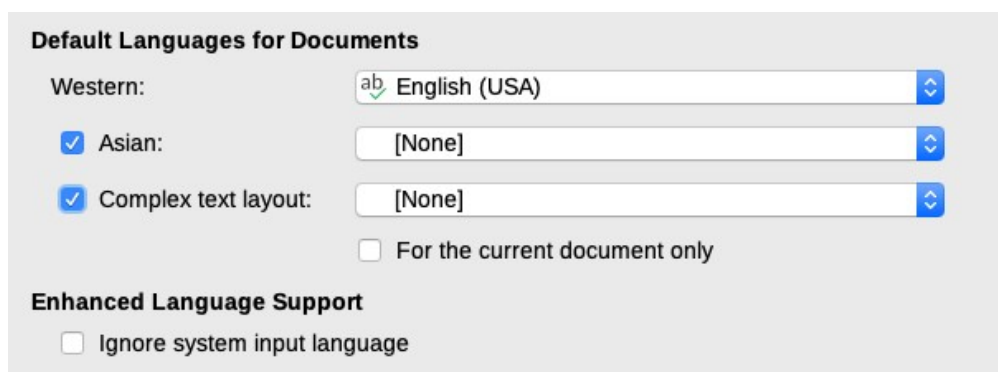 Default Languages for Documents
Western: ab English (USA)
Asian: [None]
Complex text layout: [None]
For the current document only
Enhanced Language Support
Ignore system input language